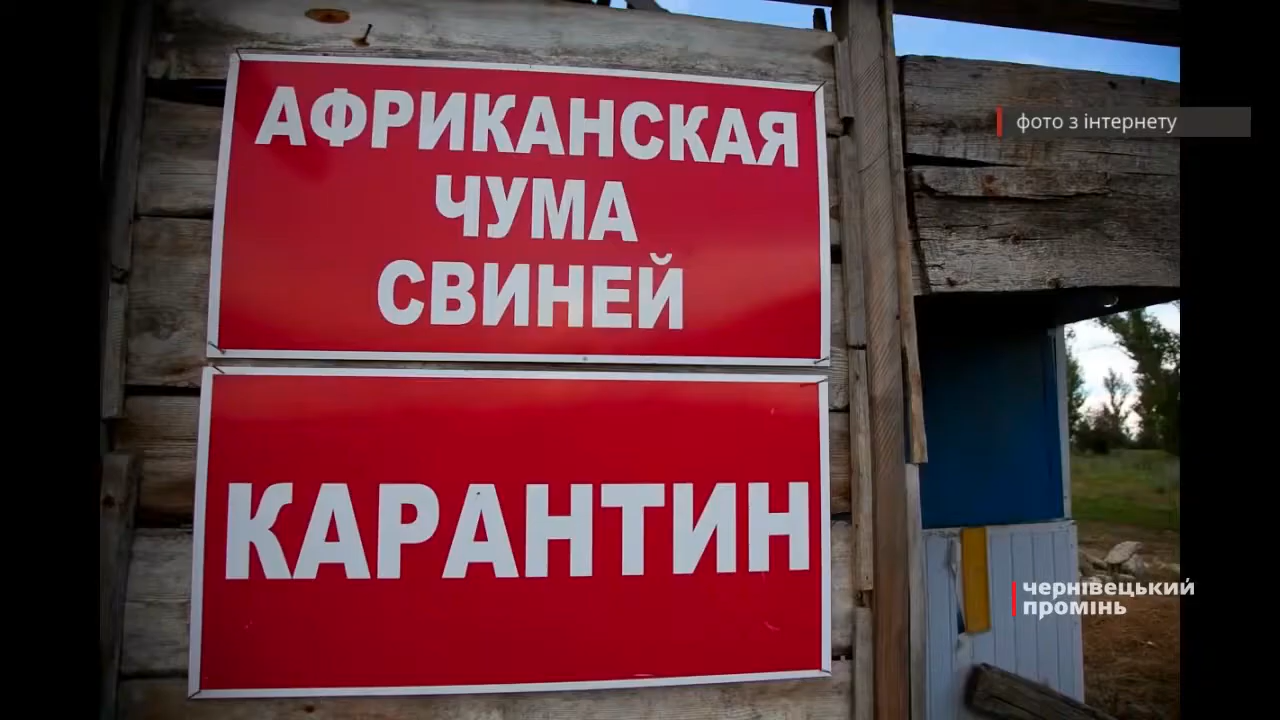 АФРИКАНСКАЯ
ЧУМА
СВИНЕЙ
КАРАНТИН
фото з інтернету
чернівецький
промінь